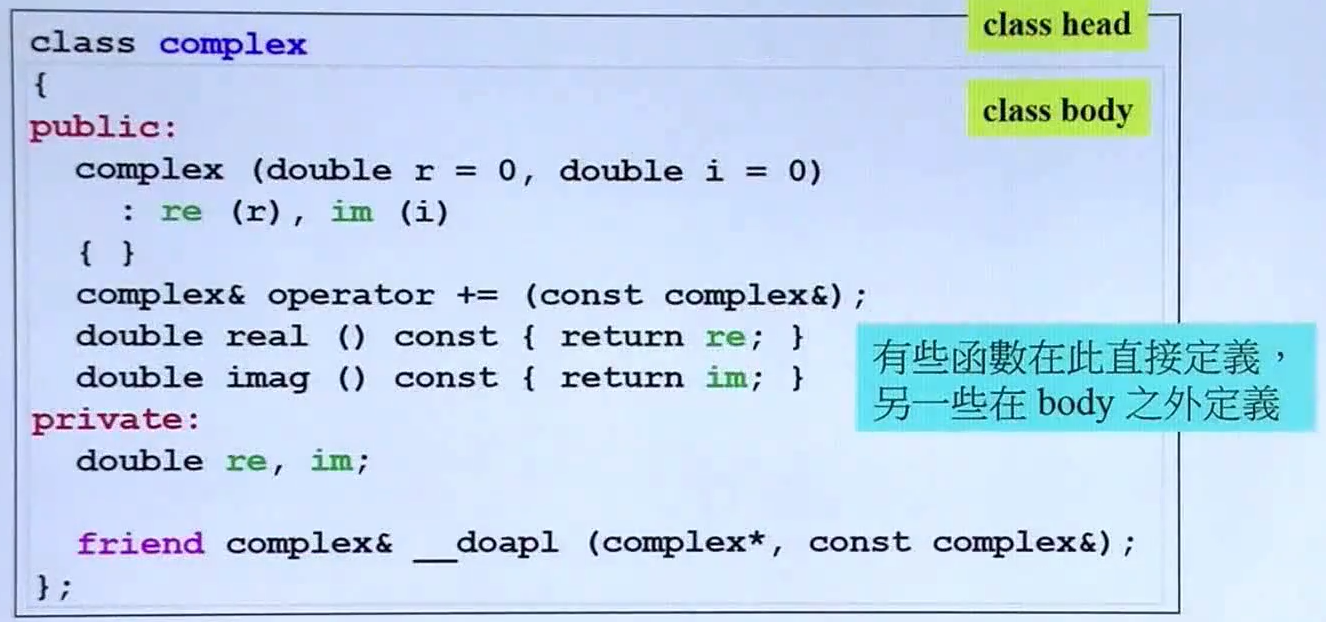 class head
class complex
{
class body
public:
complex (double r = 0, double i = 0)
: re (r), im (i)
{ }
complex& operator += (const complex&);
double real () const { return re; }
double imag () const { return im; }
有些函數在此直接定義，
另一些在 body 之外定義
private:
double re, im;
friend complex& __doapl (complex*, const complex&);
};